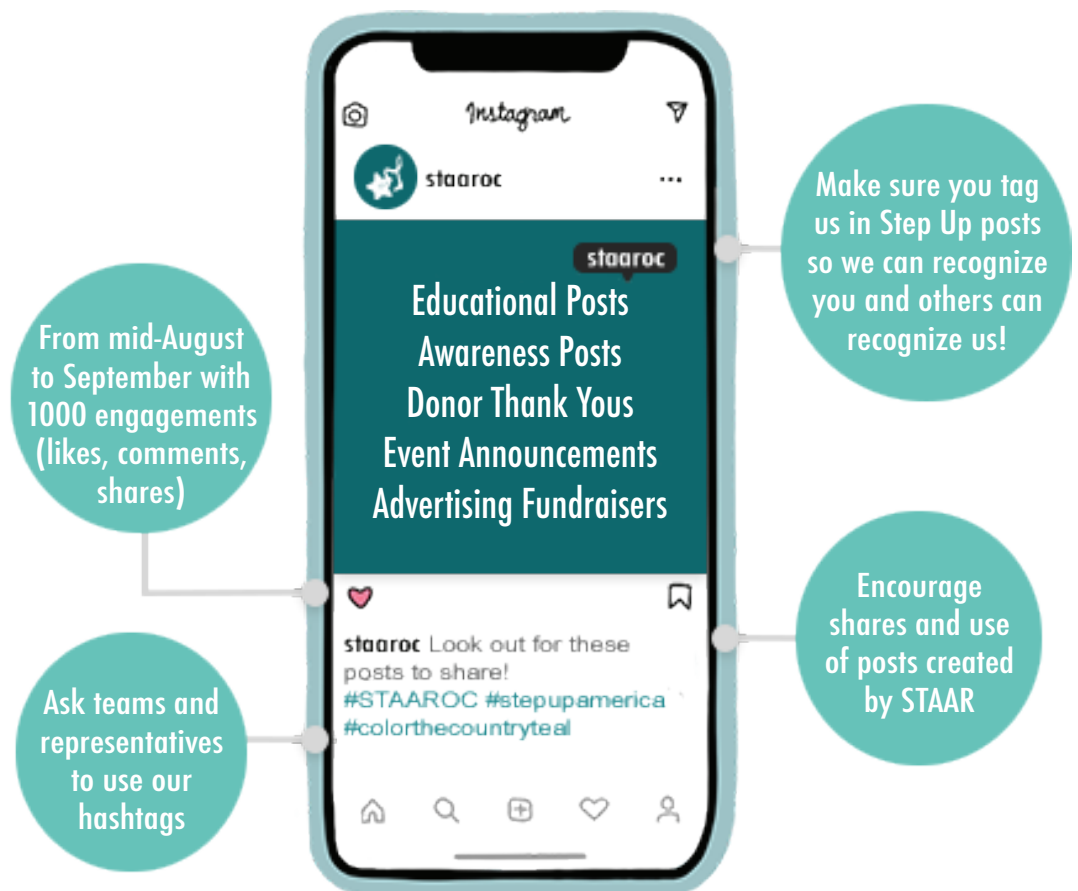 Instagram
staaroc
staaroc
Educational Posts
Awareness Posts
Donor Thank Yous
Event Announcements
Advertising Fundraisers
staaroc Look out for these
posts to share!
#STAAROC #stepupamerica
#colorthecountryteal
From mid-August
to September with
1000 engagements
(likes, comments,
shares)
Ask teams and
representatives
to use our
hashtags
Make sure you tag
us in Step Up posts
so we can recognize
you and others can
recognize us!
Encourage
shares and use
of posts created
by STAAR